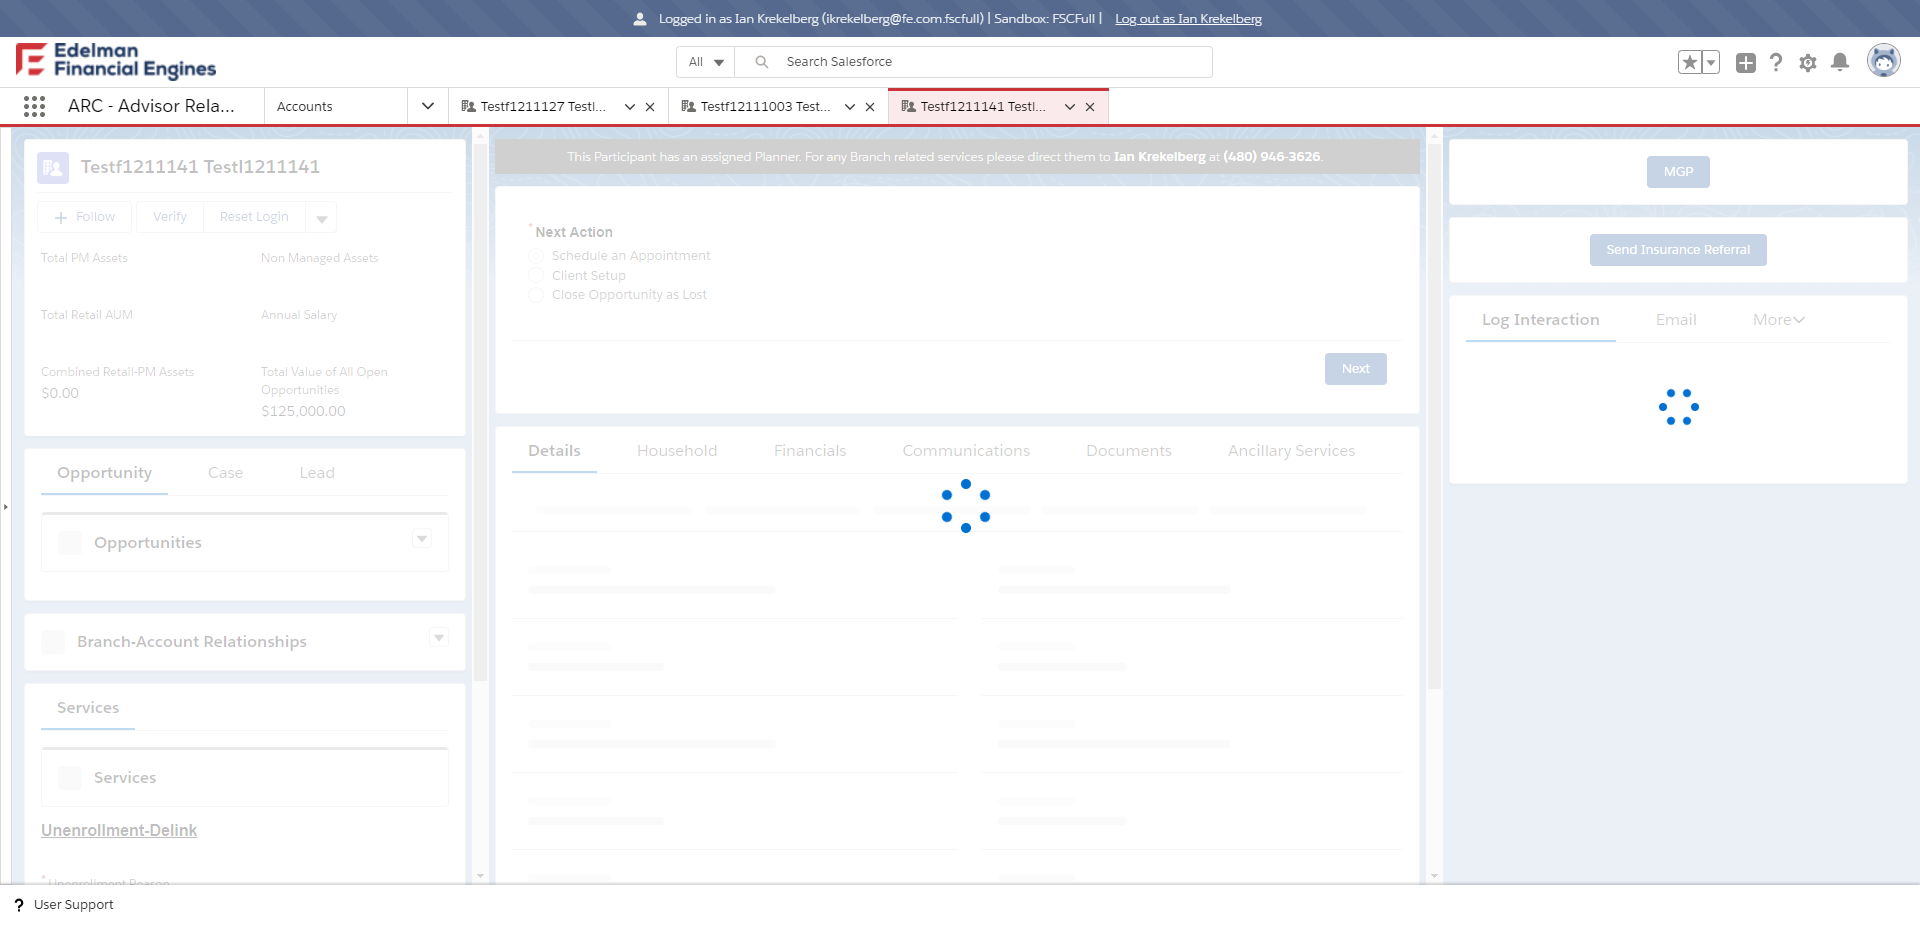 Logged in as Ian Krekelberg (ikrekelberg@fe.com.fscfull) | Sandbox: FSCFull | Log out as Ian Krekelberg
Edelman
Financial Engines
All
Search Salesforce
ARC - Advisor Rela...
Accounts
Testf1211127 Testl...
Testf12111003 Test...
Testf1211141 Testl...
Testf1211141 Testl1211141
Follow
Verify
Reset Login
Total PM Assets
Non Managed Assets
Total Retail AUM
Annual Salary
Combined Retail-PM Assets
$0.00
Total Value of All Open
Opportunities
$125,000.00
Opportunity
Case
Lead
Opportunities
Branch-Account Relationships
Services
Services
Unenrollment-Delink
*Unenrollment Reason
This Participant has an assigned Planner. For any Branch related services please direct them to Ian Krekelberg at (480) 946-3626.
*Next Action
Schedule an Appointment
Client Setup
Close Opportunity as Lost
Next
Details
Household
Financials
Communications
Documents
Ancillary Services
MGP
Send Insurance Referral
Log Interaction
Email
More
? User Support